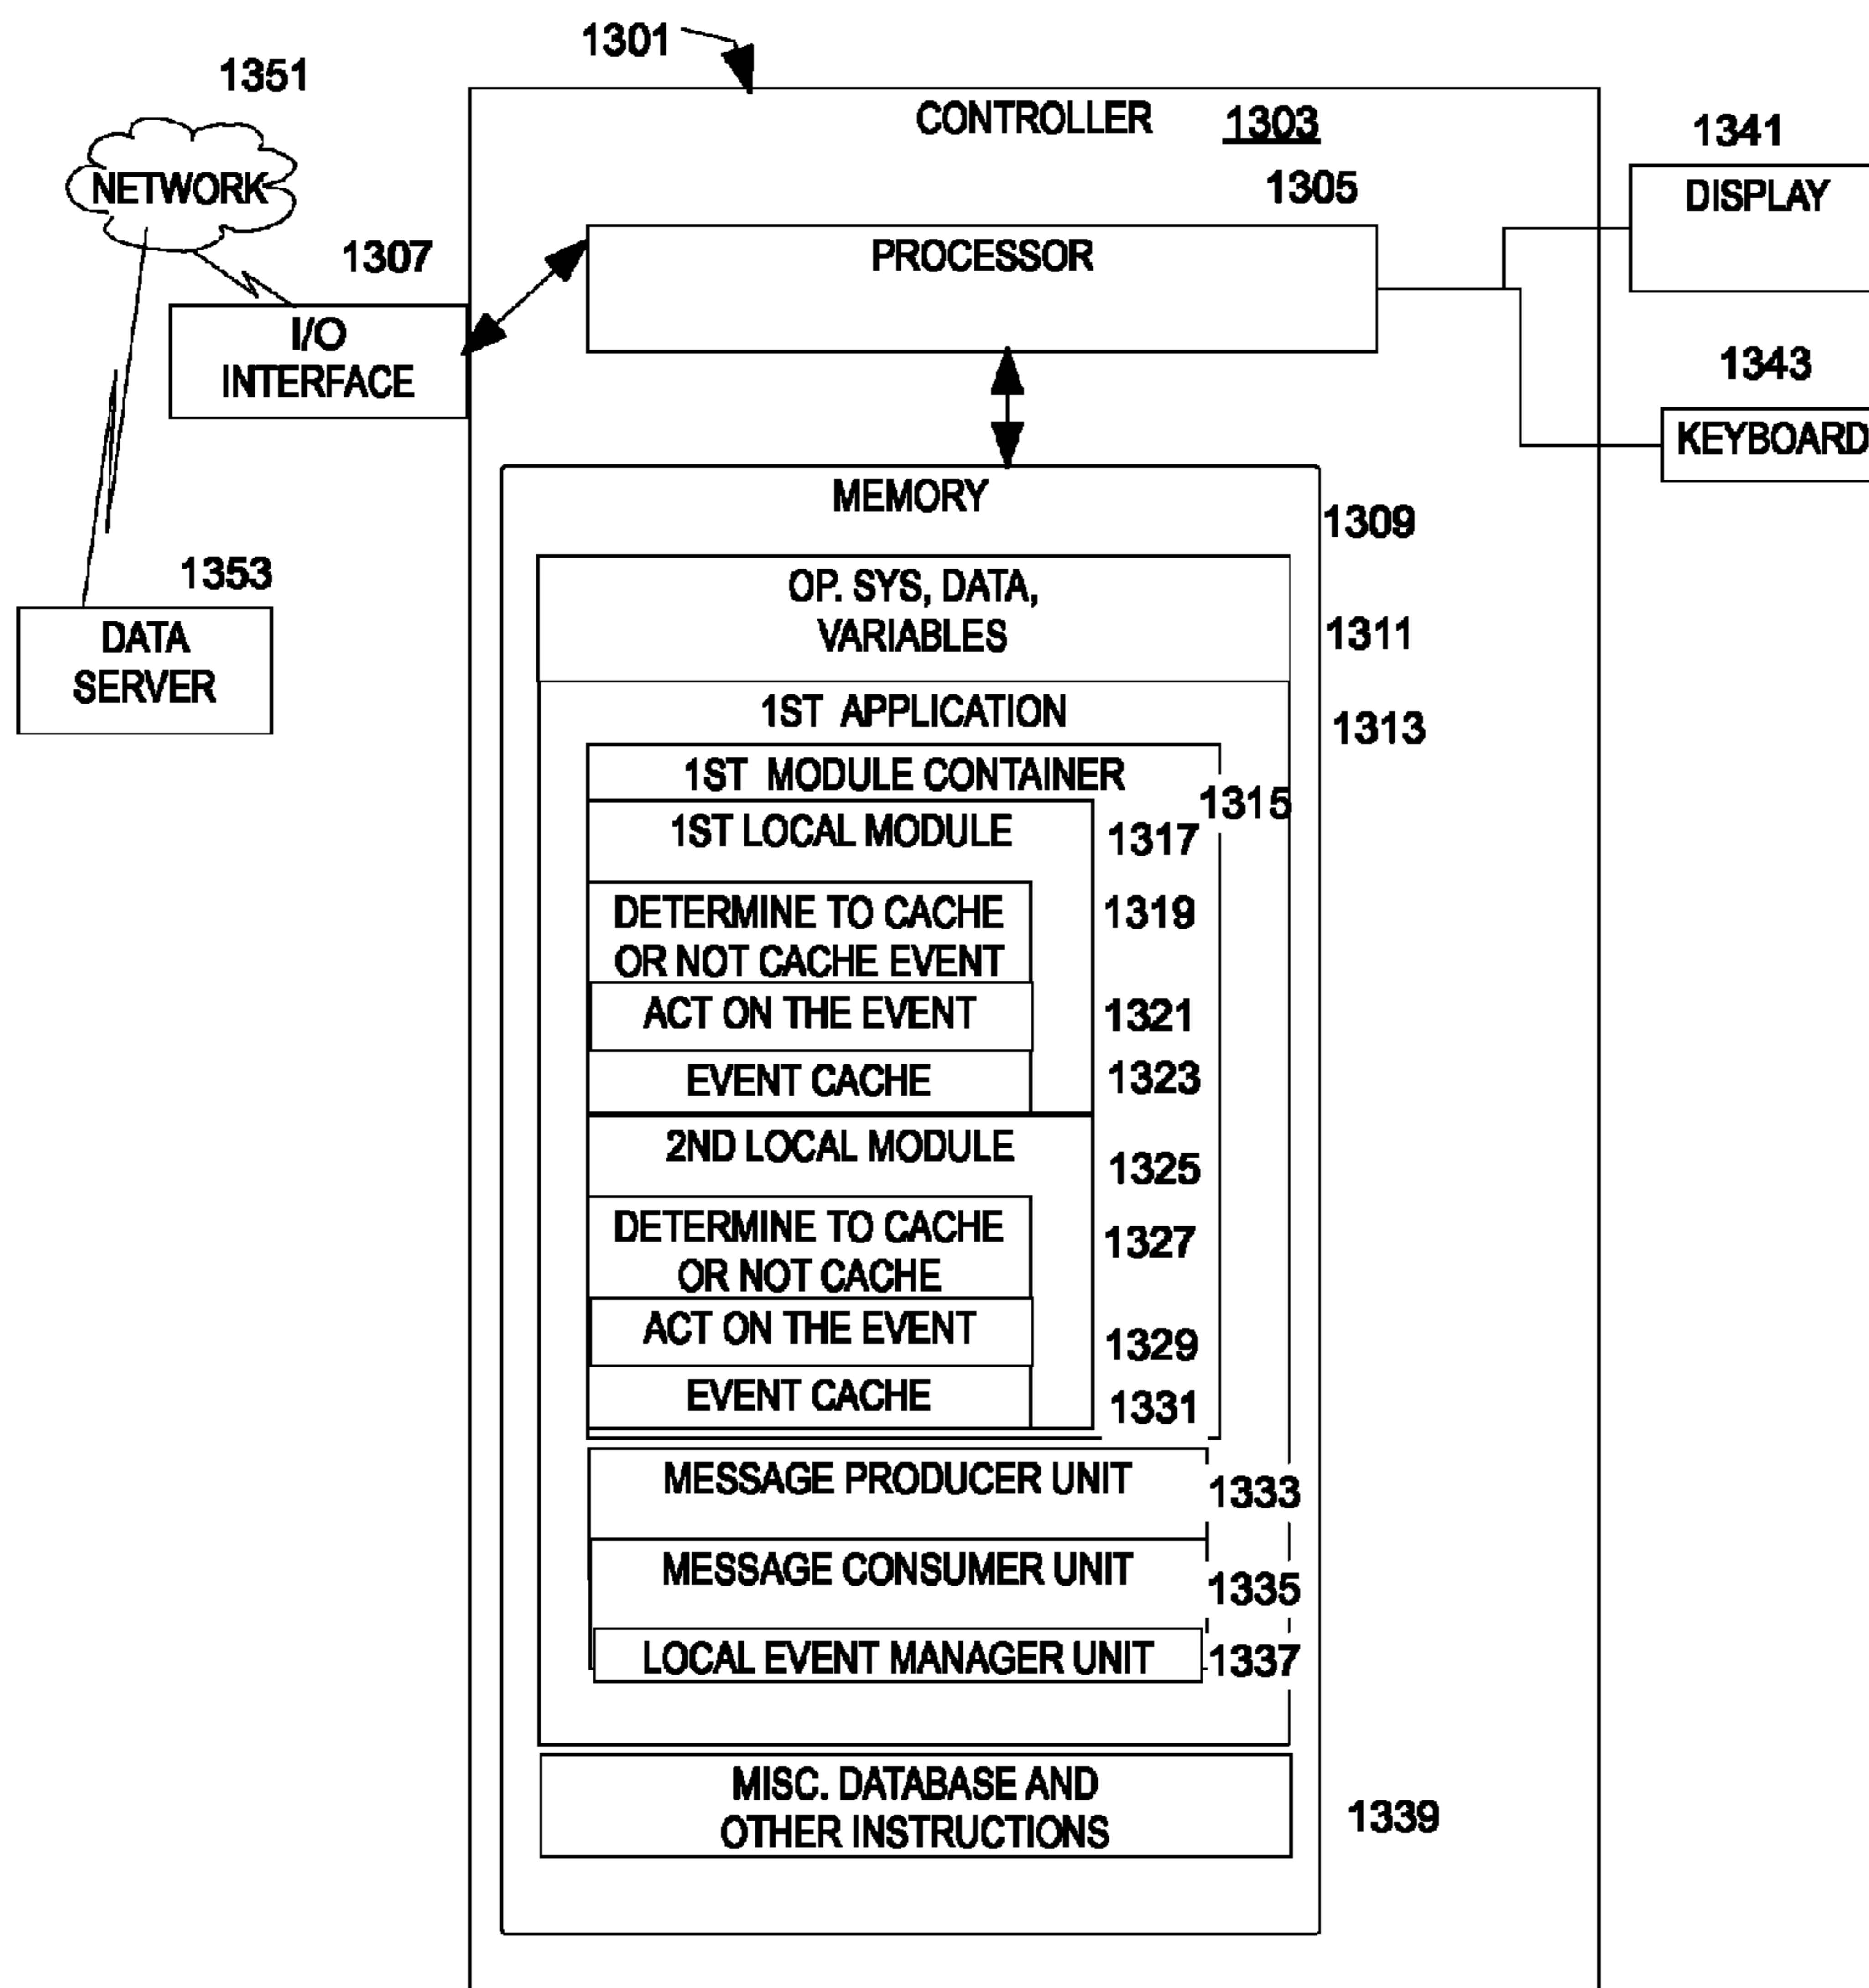 1301
1351
CONTROLLER 1303
1341
NETWORK
1305
DISPLAY
1307
PROCESSOR
I/O
INTERFACE
1343
KEYBOARD
MEMORY
1309
1353
OP. SYS, DATA,
VARIABLES
1311
DATA
SERVER
1ST APPLICATION
1313
1ST MODULE CONTAINER
1315
1ST LOCAL MODULE
1317
DETERMINE TO CACHE
OR NOT CACHE EVENT
1319
ACT ON THE EVENT
1321
EVENT CACHE
1323
2ND LOCAL MODULE
1325
DETERMINE TO CACHE
OR NOT CACHE
1327
ACT ON THE EVENT
1329
EVENT CACHE
1331
MESSAGE PRODUCER UNIT
1333
MESSAGE CONSUMER UNIT
1335
LOCAL EVENT MANAGER UNIT
1337
MISC. DATABASE AND
OTHER INSTRUCTIONS
1339